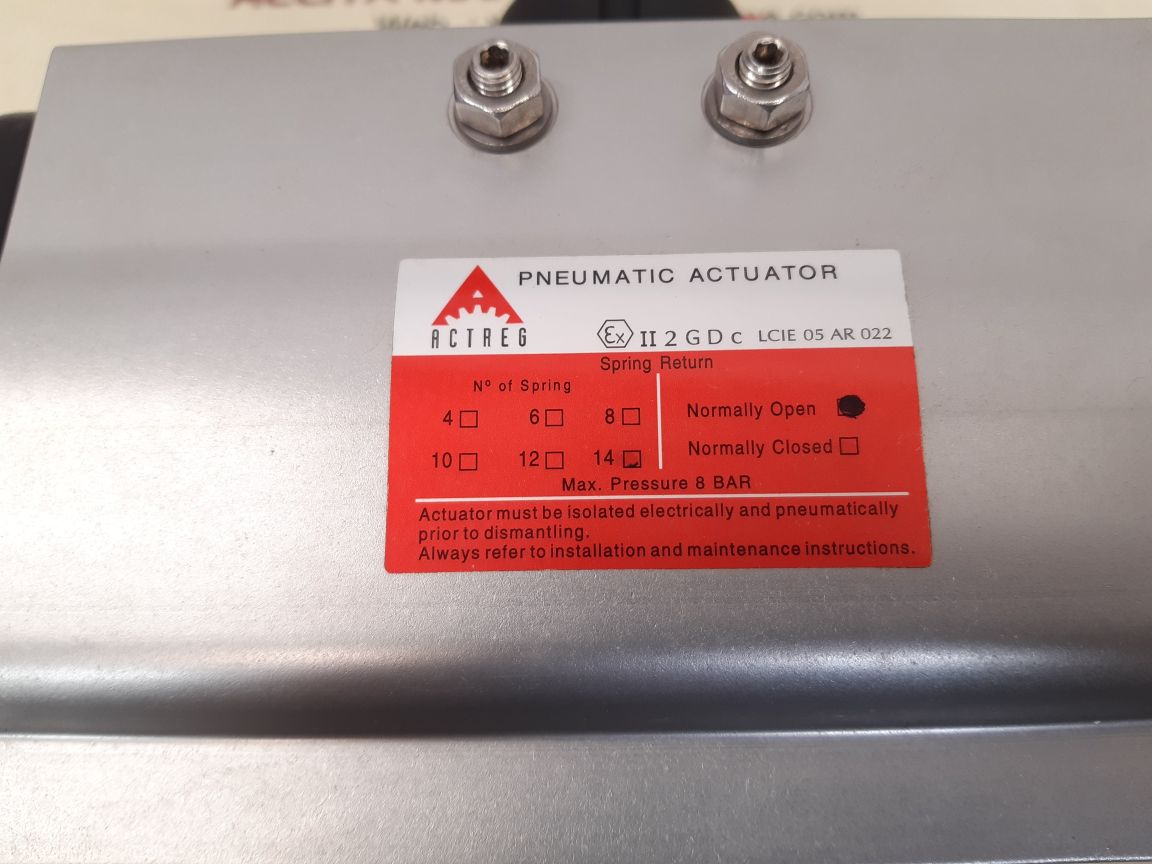 PNEUMATIC ACTUATOR
ACTREG
Ex II 2 G D c LCIE 05 AR 022
Spring Return
Nº of Spring
4 6 8
Normally Open
10 12 14
Normally Closed
Max. Pressure 8 BAR
Actuator must be isolated electrically and pneumatically
prior to dismantling.
Always refer to installation and maintenance instructions.